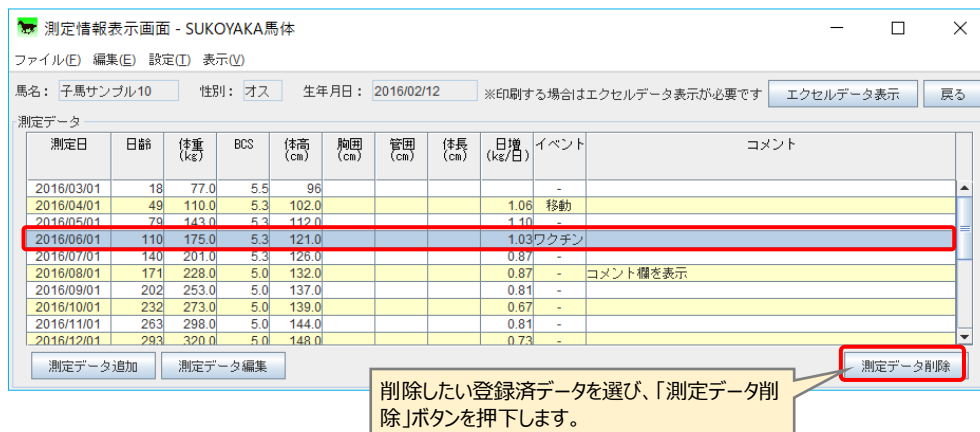 測定情報表示画面 - SUKOYAKA馬体
ファイル(F) 編集(E) 設定(T) 表示(V)
馬名： 子馬サンプル10 性別： オス 生年月日： 2016/02/12 ※印刷する場合はエクセルデータ表示が必要です エクセルデータ表示 戻る
測定データ
測定日 日齢 体重(kg) BCS 体高(cm) 胸囲(cm) 管囲(cm) 体長(cm) 日増(kg/日) イベント コメント
2016/03/01 18 77.0 5.5 96 -
2016/04/01 49 110.0 5.3 102.0 1.06 移動
2016/05/01 79 143.0 5.3 112.0 1.10 -
2016/06/01 110 175.0 5.3 121.0 1.03 ワクチン
2016/07/01 140 201.0 5.3 126.0 0.87 -
2016/08/01 171 228.0 5.0 132.0 0.87 - コメント欄を表示
2016/09/01 202 253.0 5.0 137.0 0.81 -
2016/10/01 232 273.0 5.0 139.0 0.67 -
2016/11/01 263 298.0 5.0 144.0 0.81 -
2016/12/01 293 320.0 5.0 148.0 0.73 -
測定データ追加 測定データ編集 測定データ削除
削除したい登録済データを選び、「測定データ削
除」ボタンを押下します。